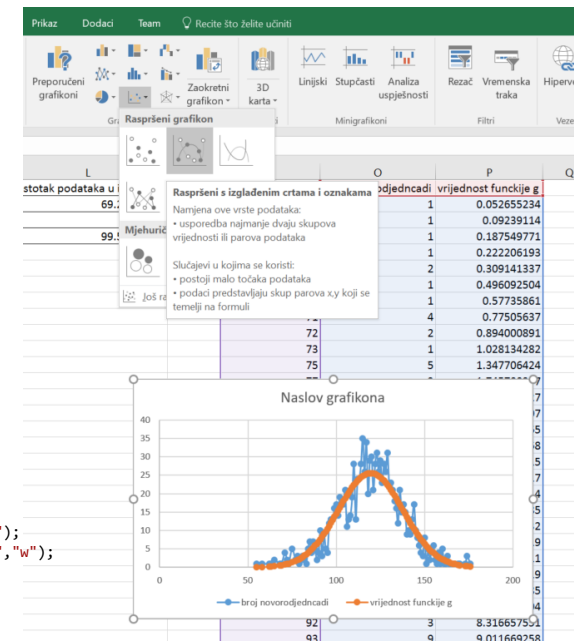 Prikaz Dodaci Team Recite što želite učiniti
Preporučeni grafikoni
Zaokretni grafikon
3D karta
Linijski Stupčasti Analiza uspješnosti
Rezač Vremenska traka
Minigrafikoni
Filtri
Raspršeni grafikon
L O P Q
vrijednost funckije g
69.
99.
Raspršeni s izglađenim crtama i oznakama
Namjena ove vrste podataka:
• usporedba najmanje dvaju skupova
vrijednosti ili parova podataka
Slučajevi u kojima se koristi:
• postoji malo točaka podataka
• podaci predstavljaju skup parova x,y koji se
temelji na formuli
Još
1 0.052655234
1 0.09239114
1 0.187549771
1 0.222206193
2 0.309141337
1 0.496092504
1 0.57735861
4 0.77505637
72 2 0.894000891
73 1 1.028134282
75 5 1.347706424
Naslov grafikona
40
35
30
25
20
15
10
5
0
0 50 100 150 200
broj novorodjedncadi vrijednost funckije g
");
","w");
92 3 8.316657551
93 9 9.011669258